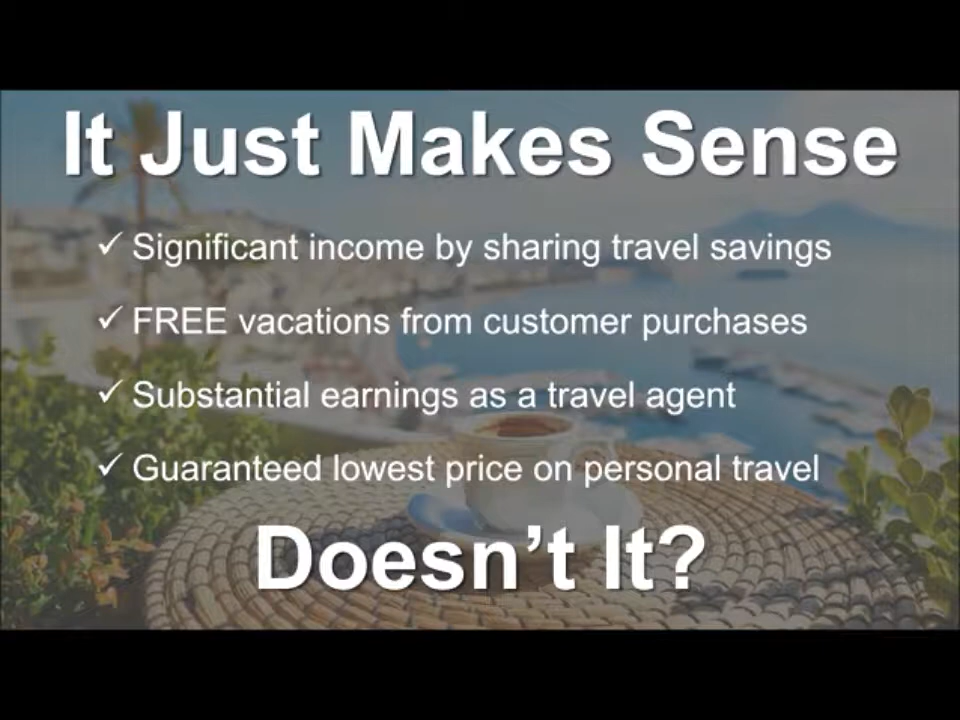 It Just Makes Sense
✓ Significant income by sharing travel savings
✓ FREE vacations from customer purchases
✓ Substantial earnings as a travel agent
✓ Guaranteed lowest price on personal travel
Doesn’t It?